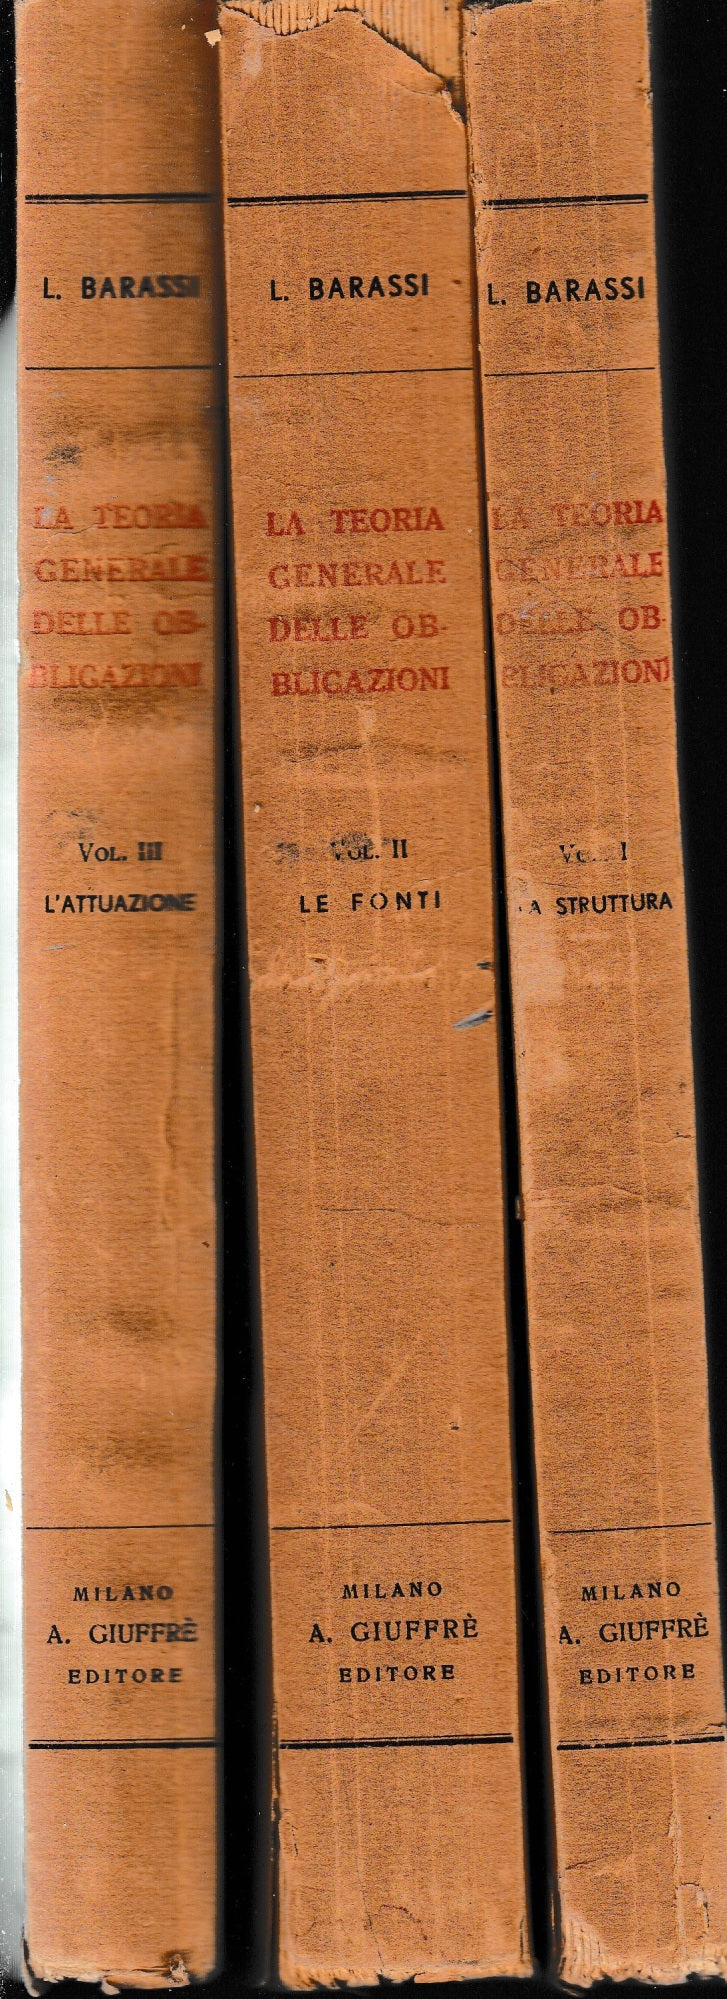 L. BARASSI
LA TEORIA
GENERALE
DELLE OB-
BLICAZIONI
VOL. III
L'ATTUAZIONE
MILANO
A. GIUFFRÈ
EDITORE
L. BARASSI
LA TEORIA
GENERALE
DELLE OB-
BLIGAZIONI
VOL. II
LE FONTI
MILANO
A. GIUFFRÈ
EDITORE
L. BARASSI
LA TEORIA
GENERALE
DELLE OB-
BLIGAZIONI
I
STRUTTURA
MILANO
A. GIUFFRÈ
EDITORE